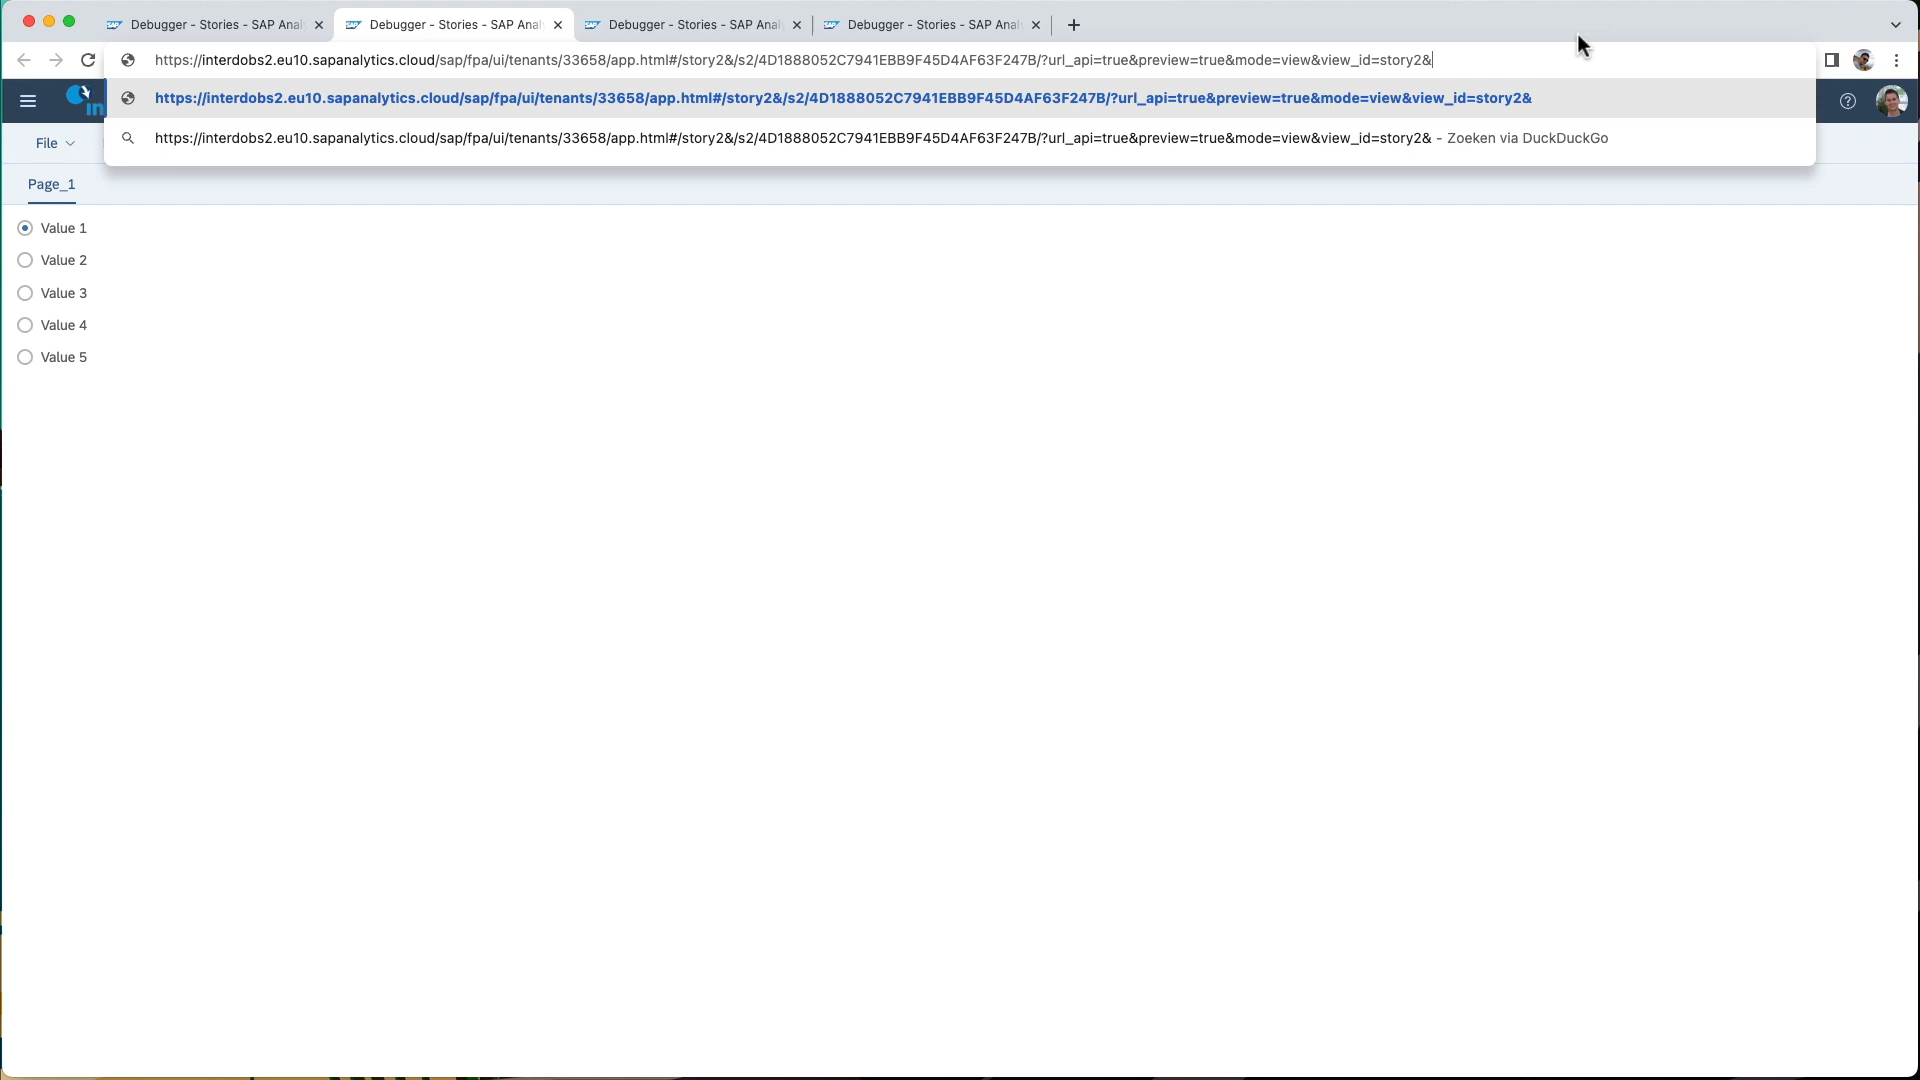 Debugger - Stories - SAP Anal
Debugger - Stories - SAP Anal
Debugger - Stories - SAP Anal
Debugger - Stories - SAP Anal
https://interdobs2.eu10.sapanalytics.cloud/sap/fpa/ui/tenants/33658/app.html#/story2&/s2/4D1888052C7941EBB9F45D4AF63F247B/?url_api=true&preview=true&mode=view&view_id=story2&
https://interdobs2.eu10.sapanalytics.cloud/sap/fpa/ui/tenants/33658/app.html#/story2&/s2/4D1888052C7941EBB9F45D4AF63F247B/?url_api=true&preview=true&mode=view&view_id=story2&
in
https://interdobs2.eu10.sapanalytics.cloud/sap/fpa/ui/tenants/33658/app.html#/story2&/s2/4D1888052C7941EBB9F45D4AF63F247B/?url_api=true&preview=true&mode=view&view_id=story2& - Zoeken via DuckDuckGo
File
Page_1
Value 1
Value 2
Value 3
Value 4
Value 5